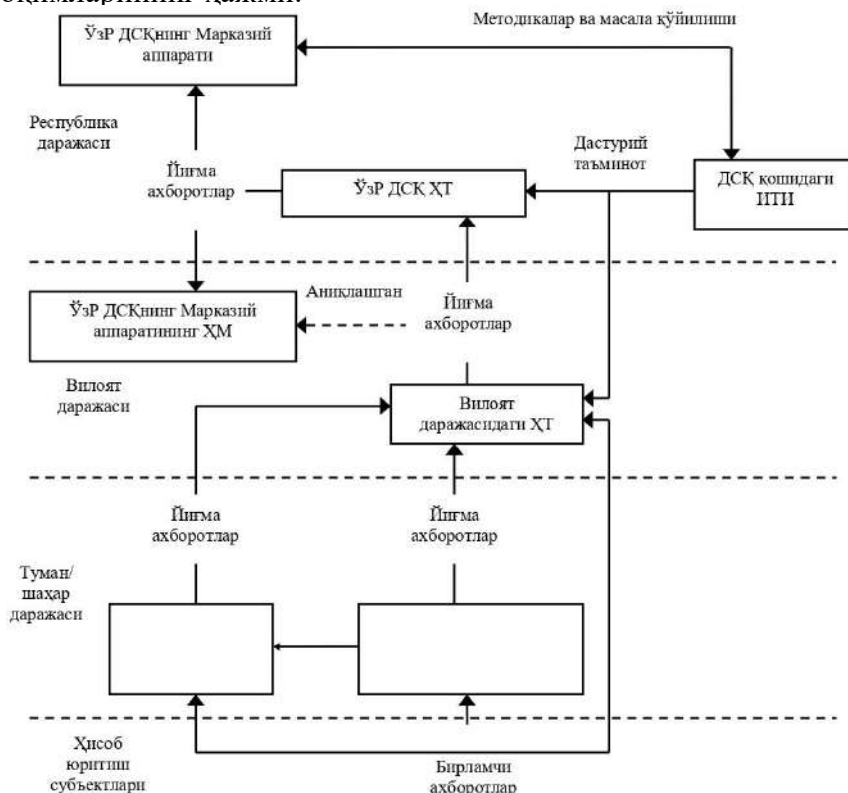 оқимларининг ҳажми.
Методикалар ва масала қўйилиши
ЎзР ДСҚнинг Марказий
аппарати
Республика
даражаси
Йиғма
ахборотлар
ЎзР ДСҚ ҲТ
Дастурий
таъминот
ДСҚ қошидаги
ИТИ
ЎзР ДСҚнинг Марказий
аппаратининг ҲМ
Аниқлашган
Йиғма
ахборотлар
Вилоят
даражаси
Вилоят
даражасидаги ҲТ
Йиғма
ахборотлар
Йиғма
ахборотлар
Туман/
шаҳар
даражаси
Ҳисоб
юритиш
субъектлари
Бирламчи
ахборотлар